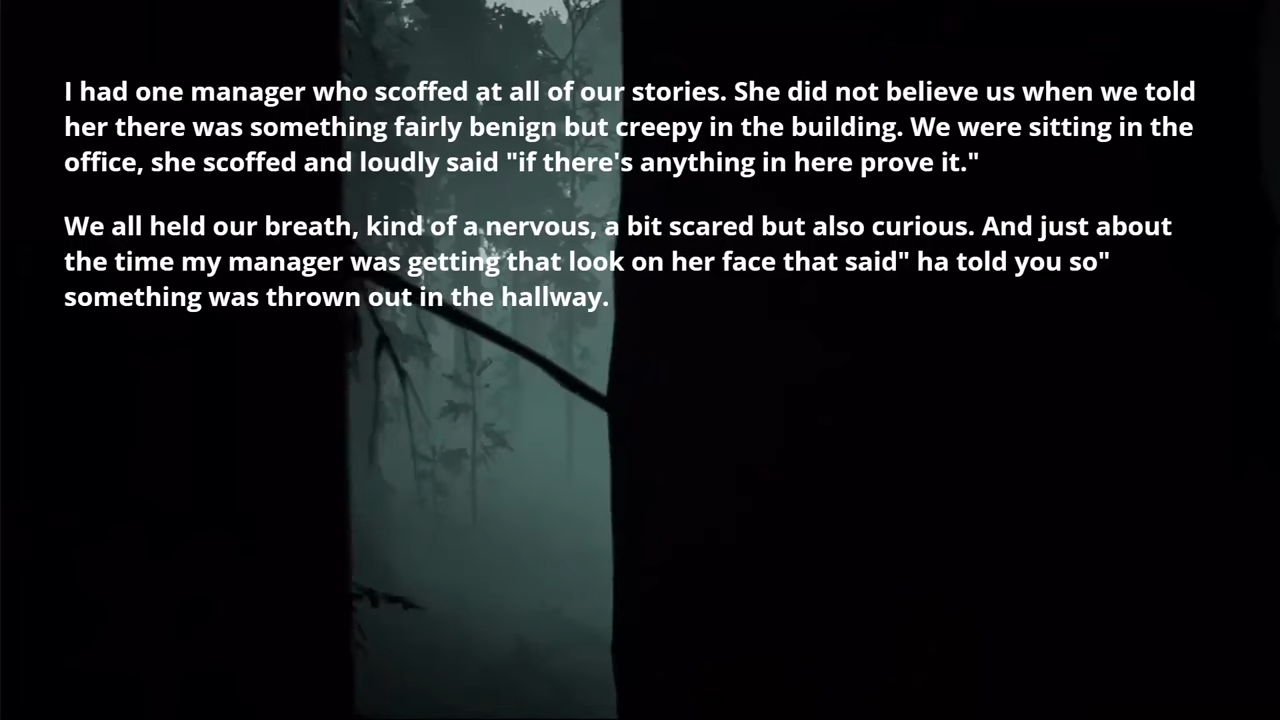 I had one manager who scoffed at all of our stories. She did not believe us when we told
her there was something fairly benign but creepy in the building. We were sitting in the
office, she scoffed and loudly said "if there's anything in here prove it."
We all held our breath, kind of a nervous, a bit scared but also curious. And just about
the time my manager was getting that look on her face that said" ha told you so"
something was thrown out in the hallway.